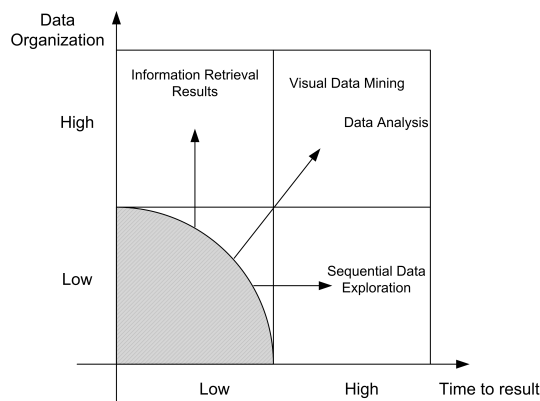 Data
Organization
Information Retrieval
Results
Visual Data Mining
High
Data Analysis
Low
Sequential Data
Exploration
Low
High
Time to result